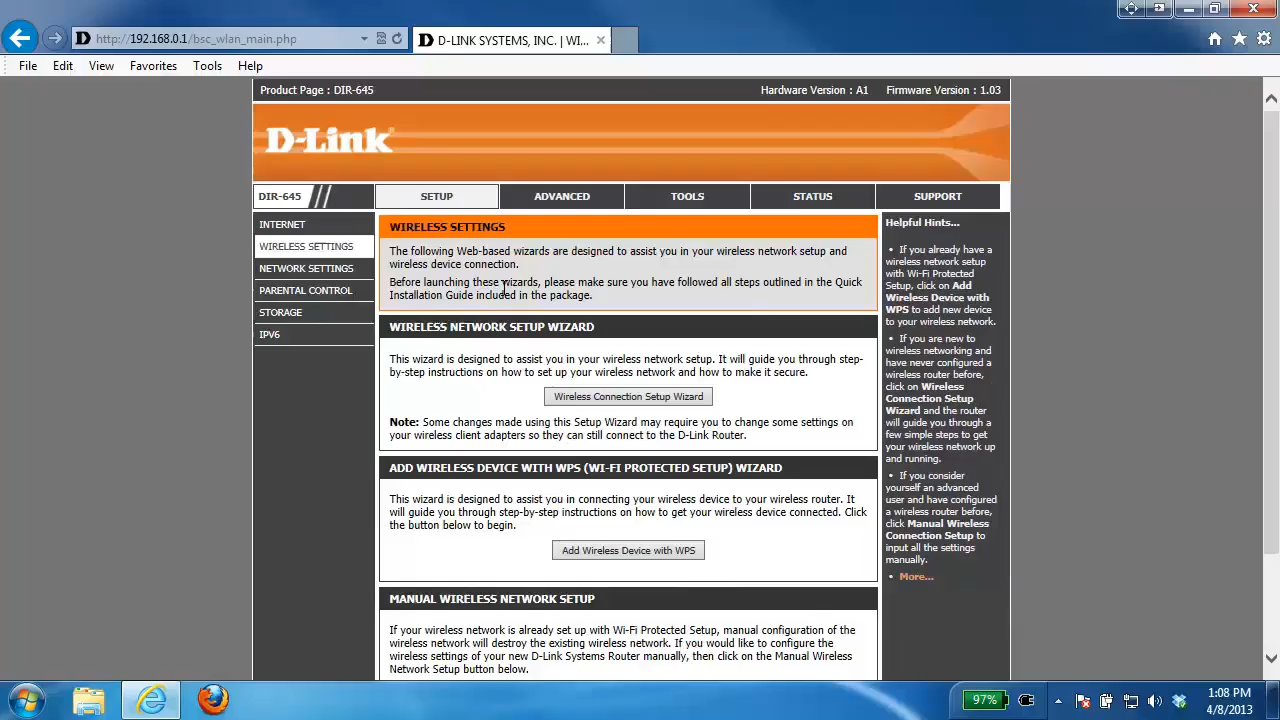 http://192.168.0.1/bsc_wlan_main.php
D-LINK SYSTEMS, INC. | WI...
File Edit View Favorites Tools Help
Product Page : DIR-645 Hardware Version : A1 Firmware Version : 1.03
D-Link
DIR-645 SETUP ADVANCED TOOLS STATUS SUPPORT
INTERNET
WIRELESS SETTINGS
NETWORK SETTINGS
PARENTAL CONTROL
STORAGE
IPV6
WIRELESS SETTINGS
The following Web-based wizards are designed to assist you in your wireless network setup and
wireless device connection.
Before launching these wizards, please make sure you have followed all steps outlined in the Quick
Installation Guide included in the package.
WIRELESS NETWORK SETUP WIZARD
This wizard is designed to assist you in your wireless network setup. It will guide you through step-
by-step instructions on how to set up your wireless network and how to make it secure.
Wireless Connection Setup Wizard
Note: Some changes made using this Setup Wizard may require you to change some settings on
your wireless client adapters so they can still connect to the D-Link Router.
ADD WIRELESS DEVICE WITH WPS (WI-FI PROTECTED SETUP) WIZARD
This wizard is designed to assist you in connecting your wireless device to your wireless router. It
will guide you through step-by-step instructions on how to get your wireless device connected. Click
the button below to begin.
Add Wireless Device with WPS
MANUAL WIRELESS NETWORK SETUP
If your wireless network is already set up with Wi-Fi Protected Setup, manual configuration of the
wireless network will destroy the existing wireless network. If you would like to configure the
wireless settings of your new D-Link Systems Router manually, then click on the Manual Wireless
Network Setup button below.
Helpful Hints...
• If you already have a
wireless network setup
with Wi-Fi Protected
Setup, click on Add
Wireless Device with
WPS to add new device
to your wireless network.
• If you are new to
wireless networking and
have never configured a
wireless router before,
click on Wireless
Connection Setup
Wizard and the router
will guide you through a
few simple steps to get
your wireless network up
and running.
• If you consider
yourself an advanced
user and have configured
a wireless router before,
click Manual Wireless
Connection Setup to
input all the settings
manually.
• More...
97%
1:08 PM
4/8/2013